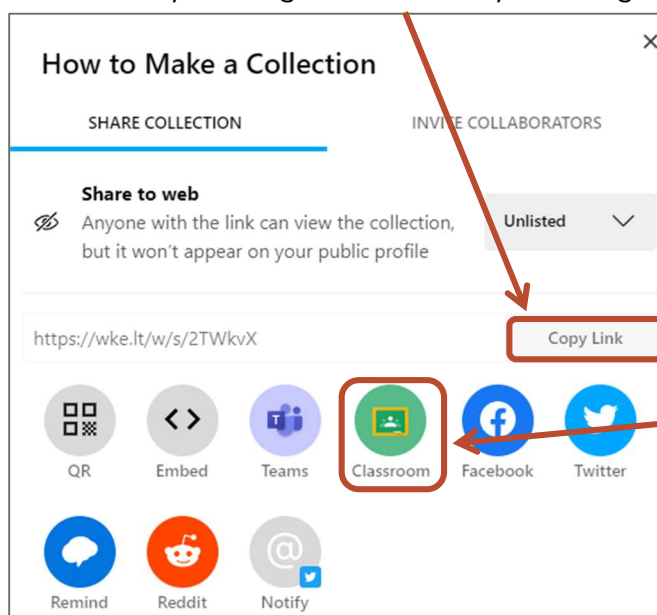 How to Make a Collection
SHARE COLLECTION
INVITE COLLABORATORS
Share to web
Anyone with the link can view the collection,
but it won't appear on your public profile
Unlisted
https://wke.lt/w/s/2TWkvX
Copy Link
QR
Embed
Teams
Classroom
Facebook
Twitter
Remind
Reddit
Notify